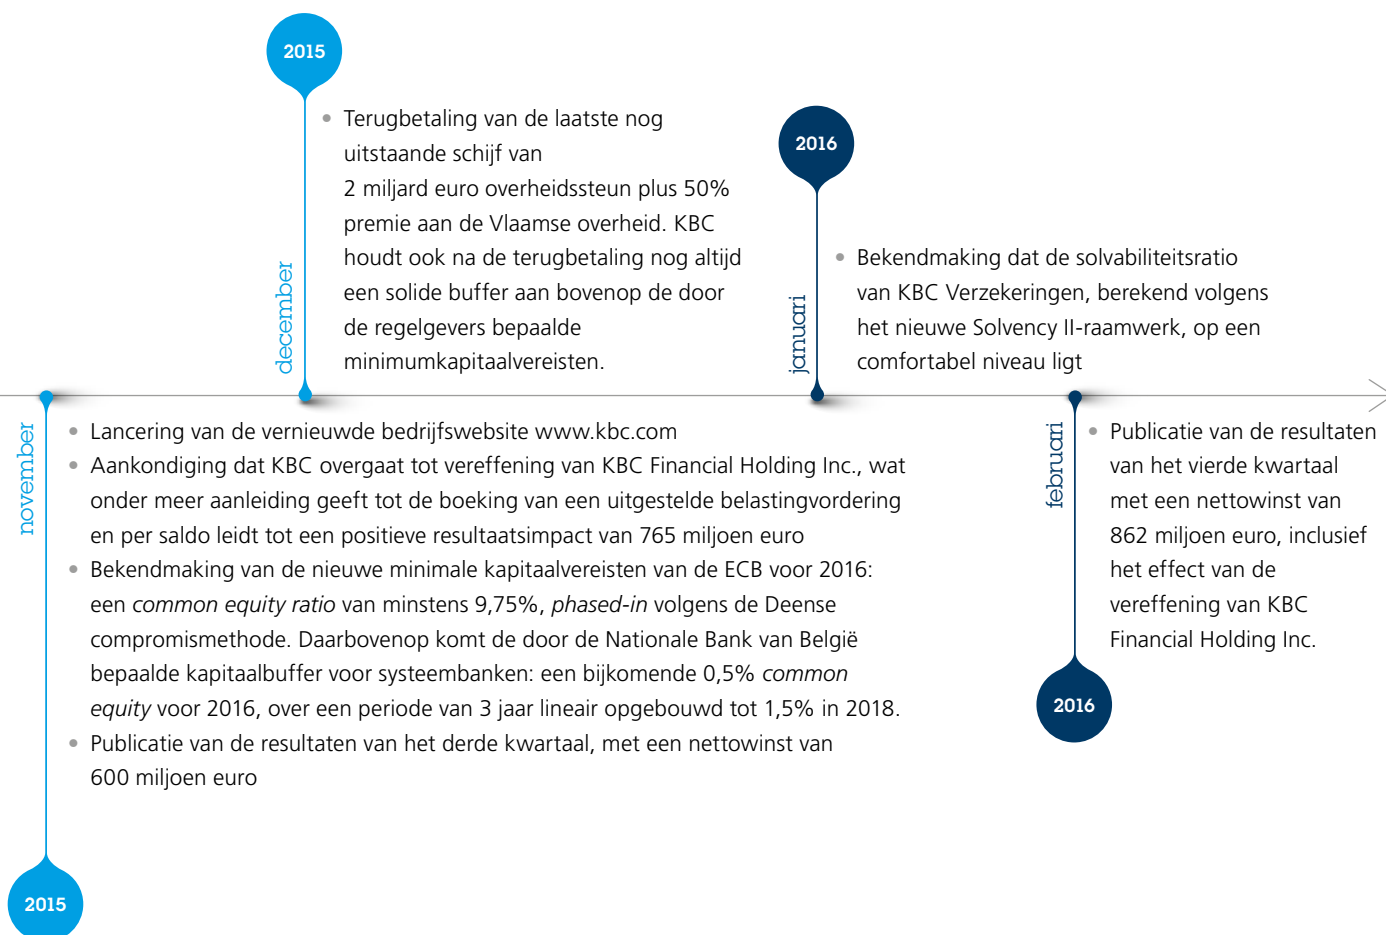 2015
december
• Terugbetaling van de laatste nog
uitstaande schijf van
2 miljard euro overheidssteun plus 50%
premie aan de Vlaamse overheid. KBC
houdt ook na de terugbetaling nog altijd
een solide buffer aan bovenop de door
de regelgevers bepaalde
minimumkapitaalvereisten.
2016
januari
• Bekendmaking dat de solvabiliteitsratio
van KBC Verzekeringen, berekend volgens
het nieuwe Solvency II-raamwerk, op een
comfortabel niveau ligt
november
• Lancering van de vernieuwde bedrijfswebsite www.kbc.com
• Aankondiging dat KBC overgaat tot vereffening van KBC Financial Holding Inc., wat
onder meer aanleiding geeft tot de boeking van een uitgestelde belastingvordering
en per saldo leidt tot een positieve resultaatsimpact van 765 miljoen euro
• Bekendmaking van de nieuwe minimale kapitaalvereisten van de ECB voor 2016:
een common equity ratio van minstens 9,75%, phased-in volgens de Deense
compromismethode. Daarbovenop komt de door de Nationale Bank van België
bepaalde kapitaalbuffer voor systeembanken: een bijkomende 0,5% common
equity voor 2016, over een periode van 3 jaar lineair opgebouwd tot 1,5% in 2018.
• Publicatie van de resultaten van het derde kwartaal, met een nettowinst van
600 miljoen euro
2015
februari
• Publicatie van de resultaten
van het vierde kwartaal
met een nettowinst van
862 miljoen euro, inclusief
het effect van de
vereffening van KBC
Financial Holding Inc.
2016